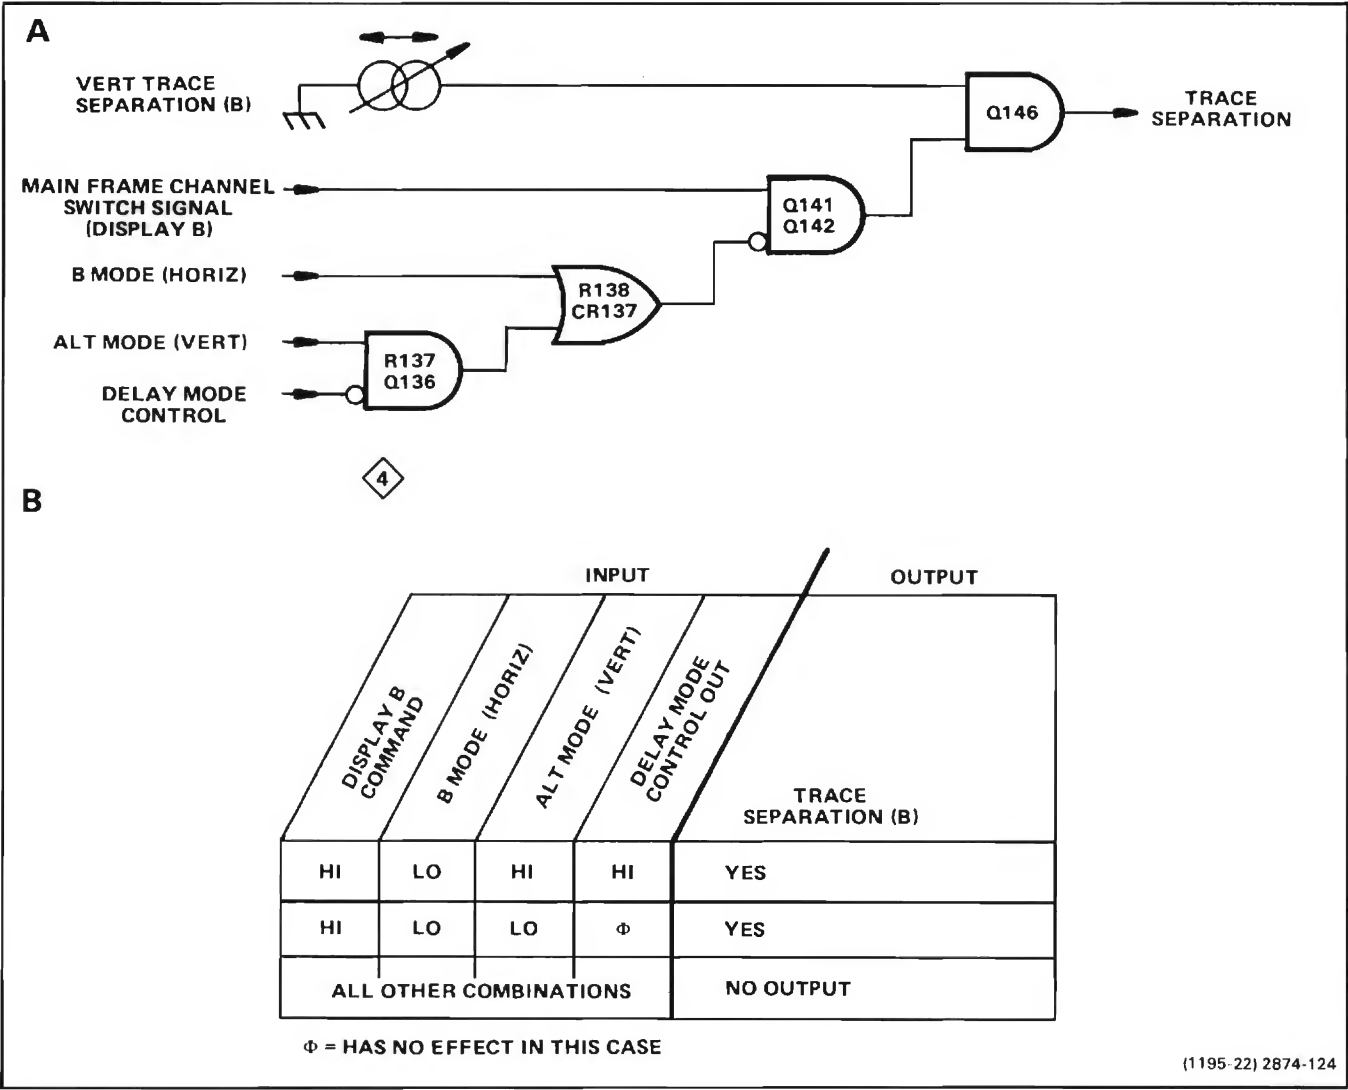 A
VERT TRACE
SEPARATION (B)
Q146
TRACE
SEPARATION
MAIN FRAME CHANNEL
SWITCH SIGNAL
(DISPLAY B)
Q141
Q142
B MODE (HORIZ)
R138
CR137
ALT MODE (VERT)
R137
Q136
DELAY MODE
CONTROL
4
B
INPUT
OUTPUT
DISPLAY B
COMMAND
B MODE (HORIZ)
ALT MODE (VERT)
DELAY MODE
CONTROL OUT
TRACE
SEPARATION (B)
HI LO HI HI YES
HI LO LO Φ YES
ALL OTHER COMBINATIONS NO OUTPUT
Φ = HAS NO EFFECT IN THIS CASE
(1195-22) 2874-124